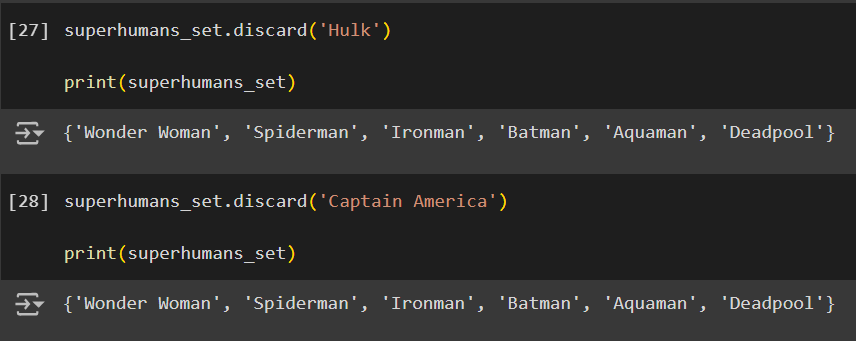 [27] superhumans_set.discard('Hulk')
print(superhumans_set)
{'Wonder Woman', 'Spiderman', 'Ironman', 'Batman', 'Aquaman', 'Deadpool'}
[28] superhumans_set.discard('Captain America')
print(superhumans_set)
{'Wonder Woman', 'Spiderman', 'Ironman', 'Batman', 'Aquaman', 'Deadpool'}